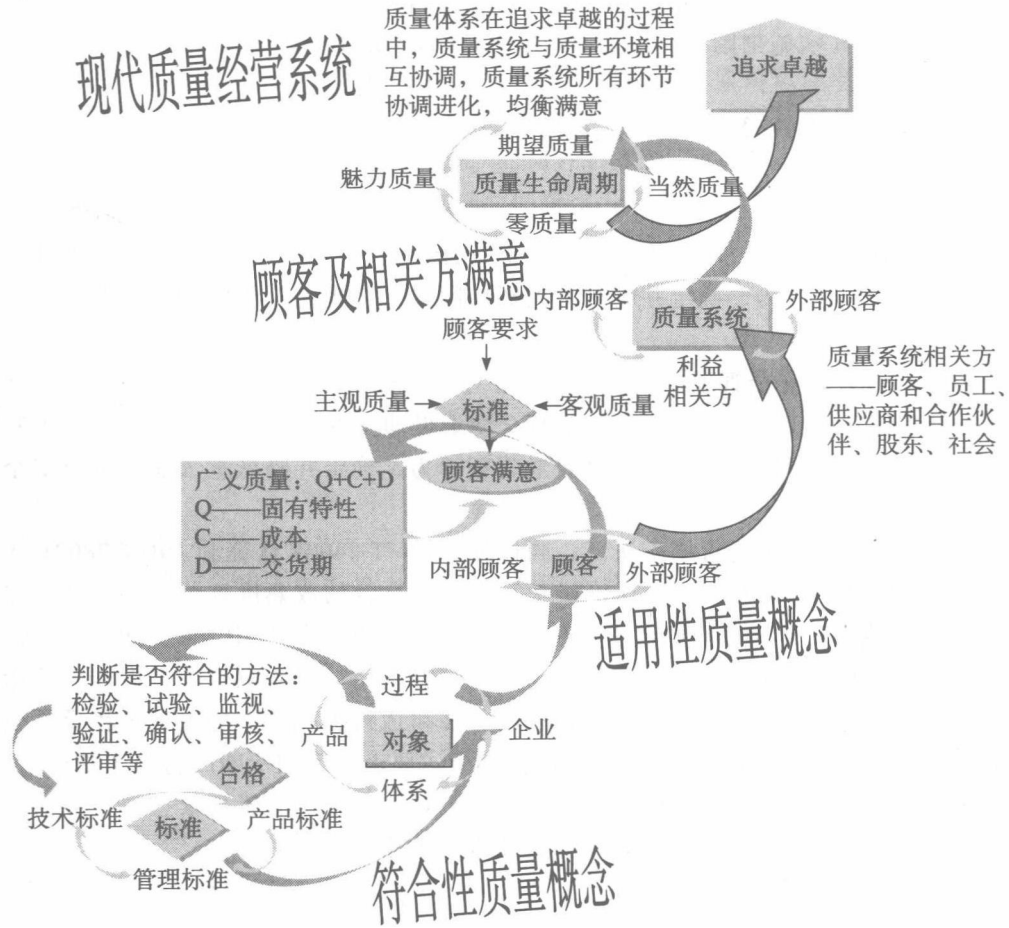 现代质量经营系统
质量体系在追求卓越的过程
中，质量系统与质量环境相
互协调，质量系统所有环节
协调进化，均衡满意
追求卓越
期望质量
魅力质量
质量生命周期
当然质量
零质量
顾客及相关方满意
内部顾客
质量系统
外部顾客
利益
相关方
质量系统相关方
——顾客、员工、
供应商和合作伙
伴、股东、社会
顾客要求
主观质量
标准
客观质量
顾客满意
广义质量：Q+C+D
Q——固有特性
C——成本
D——交货期
内部顾客
顾客
外部顾客
适用性质量概念
判断是否符合的方法：
检验、试验、监视、
验证、确认、审核、
评审等
过程
产品
对象
企业
体系
合格
技术标准
标准
产品标准
管理标准
符合性质量概念